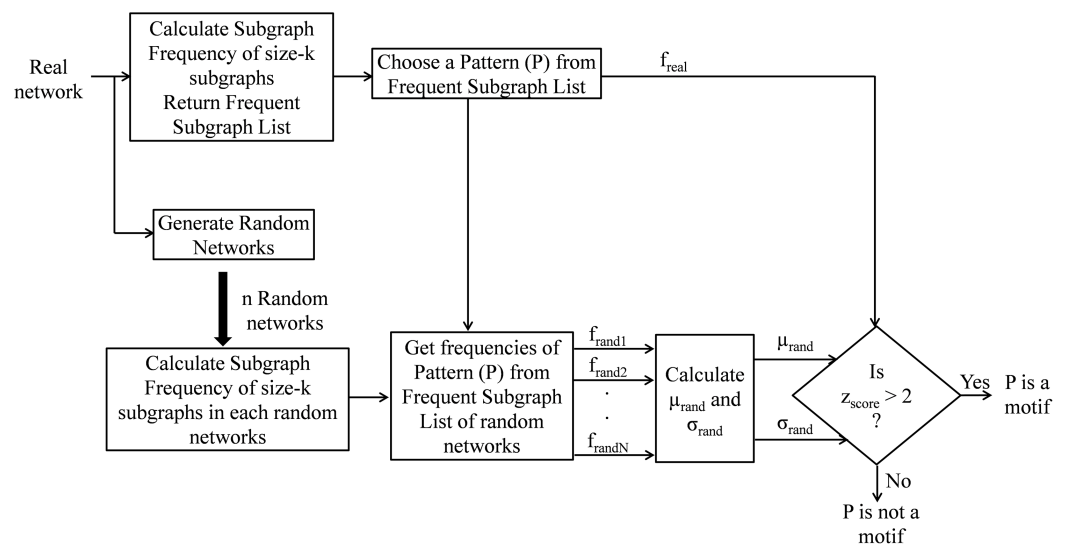 Real
network
Calculate Subgraph
Frequency of size-k
subgraphs
Return Frequent
Subgraph List
Choose a Pattern (P) from
Frequent Subgraph List
f_real
Generate Random
Networks
n Random
networks
Calculate Subgraph
Frequency of size-k
subgraphs in each random
networks
Get frequencies of
Pattern (P) from
Frequent Subgraph
List of random
networks
f_rand1
f_rand2
.
.
f_randN
Calculate
μ_rand and
σ_rand
μ_rand
σ_rand
Is
z_score > 2
?
Yes
P is a
motif
No
P is not a
motif